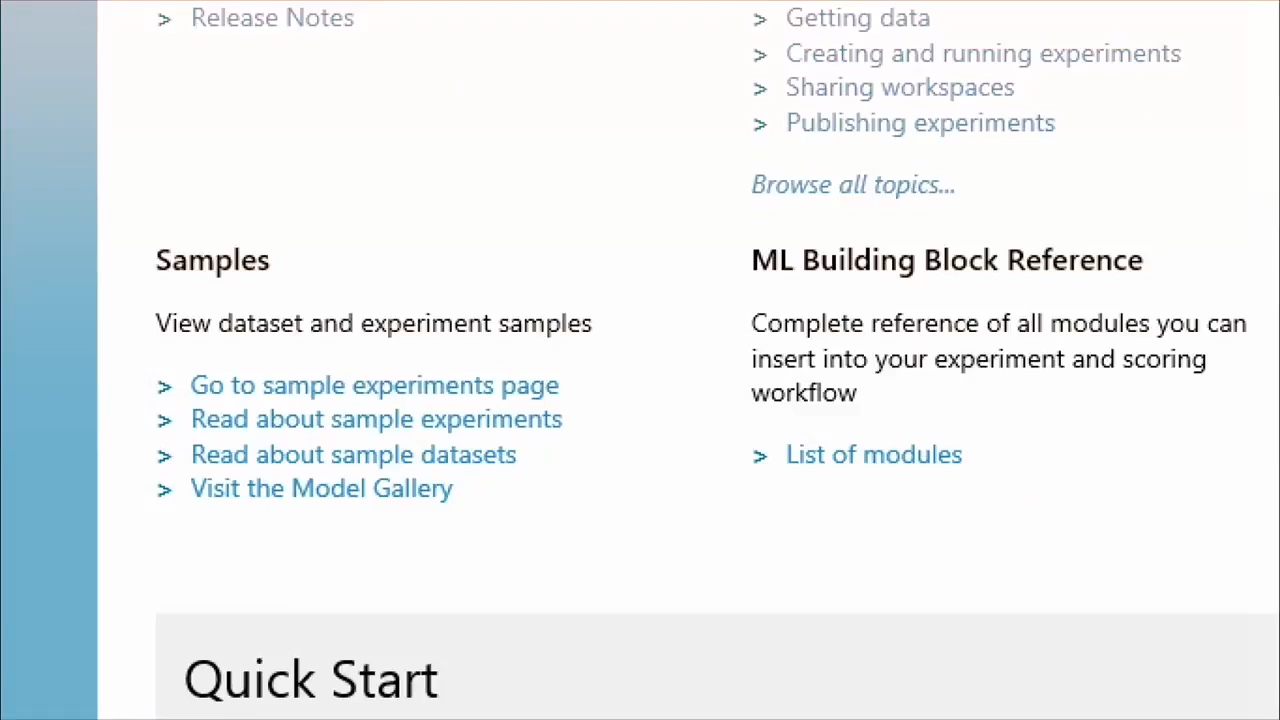 > Release Notes
> Getting data
> Creating and running experiments
> Sharing workspaces
> Publishing experiments
Browse all topics...
Samples
View dataset and experiment samples
> Go to sample experiments page
> Read about sample experiments
> Read about sample datasets
> Visit the Model Gallery
ML Building Block Reference
Complete reference of all modules you can
insert into your experiment and scoring
workflow
> List of modules
Quick Start